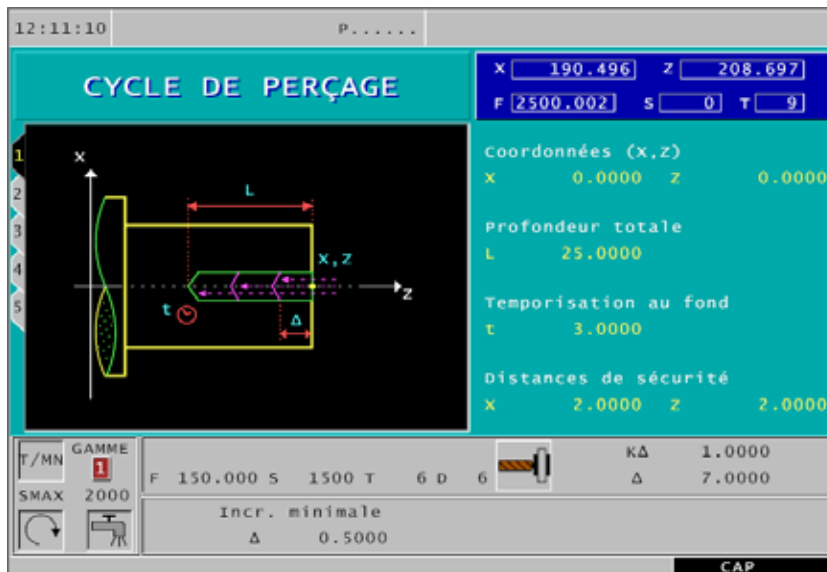 12:11:10 P......
CYCLE DE PERÇAGE
X 190.496 Z 208.697
F 2500.002 S 0 T 9
1
2
3
4
5
X
L
X,Z
Z
t
Δ
Coordonnées (X,Z)
X 0.0000 Z 0.0000
Profondeur totale
L 25.0000
Temporisation au fond
t 3.0000
Distances de sécurité
X 2.0000 Z 2.0000
T/MN GAMME
1
SMAX 2000
F 150.000 S 1500 T 6 D 6
KΔ 1.0000
Δ 7.0000
Incr. minimale
Δ 0.5000
CAP